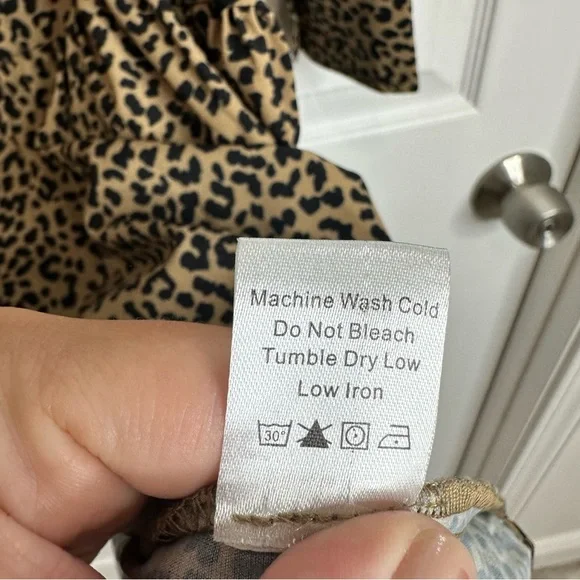 Machine Wash Cold
Do Not Bleach
Tumble Dry Low
Low Iron
30°